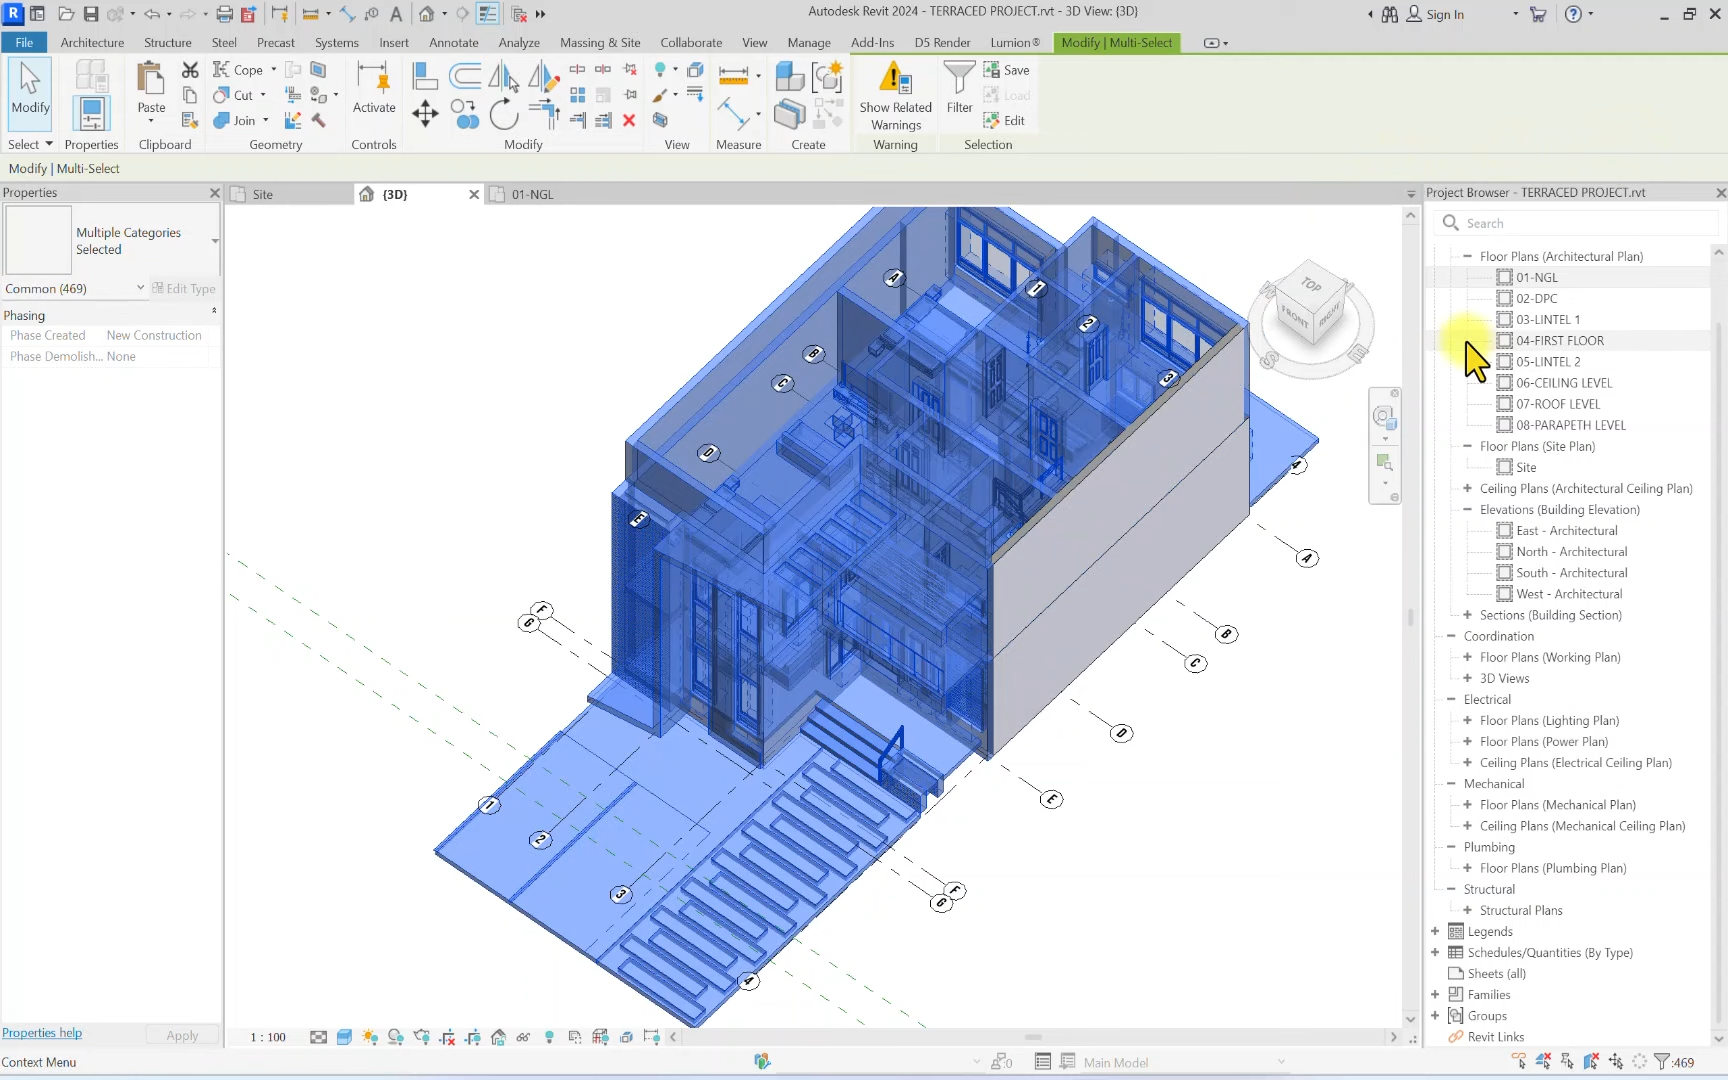 Autodesk Revit 2024 - TERRACED PROJECT.rvt - 3D View: {3D}
Sign In
File Architecture Structure Steel Precast Systems Insert Annotate Analyze Massing & Site Collaborate View Manage Add-Ins D5 Render Lumion® Modify | Multi-Select
Modify
Paste
Cope
Cut
Join
Activate
Show Related Warnings
Filter
Save
Load
Edit
Select Properties Clipboard Geometry Controls Modify View Measure Create Warning Selection
Modify | Multi-Select
Properties
Multiple Categories
Selected
Common (469)
Edit Type
Phasing
Phase Created New Construction
Phase Demolish... None
Properties help
Apply
Context Menu
Site
{3D}
01-NGL
TOP
FRONT
RIGHT
W
S
E
A
1
2
B
C
3
D
4
E
A
F
G
B
C
D
E
1
2
3
F
G
4
1 : 100
Main Model
:0
:469
Project Browser - TERRACED PROJECT.rvt
Search
Floor Plans (Architectural Plan)
01-NGL
02-DPC
03-LINTEL 1
04-FIRST FLOOR
05-LINTEL 2
06-CEILING LEVEL
07-ROOF LEVEL
08-PARAPETH LEVEL
Floor Plans (Site Plan)
Site
Ceiling Plans (Architectural Ceiling Plan)
Elevations (Building Elevation)
East - Architectural
North - Architectural
South - Architectural
West - Architectural
Sections (Building Section)
Coordination
Floor Plans (Working Plan)
3D Views
Electrical
Floor Plans (Lighting Plan)
Floor Plans (Power Plan)
Ceiling Plans (Electrical Ceiling Plan)
Mechanical
Floor Plans (Mechanical Plan)
Ceiling Plans (Mechanical Ceiling Plan)
Plumbing
Floor Plans (Plumbing Plan)
Structural
Structural Plans
Legends
Schedules/Quantities (By Type)
Sheets (all)
Families
Groups
Revit Links